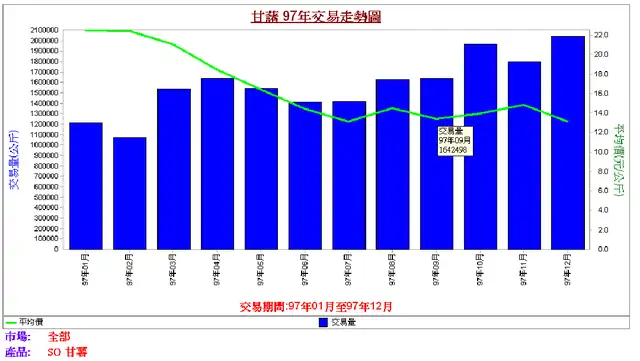 甘藷 97年交易走勢圖
2100000
2000000
1900000
1800000
1700000
1600000
1500000
1400000
1300000
1200000
1100000
1000000
900000
800000
700000
600000
500000
400000
300000
200000
100000
0
交易量(公斤)
22.0
20.0
18.0
16.0
14.0
12.0
10.0
8.0
6.0
4.0
2.0
0.0
平均價(元/公斤)
交易量
97年09月
1642498
97年01月
97年02月
97年03月
97年04月
97年05月
97年06月
97年07月
97年08月
97年09月
97年10月
97年11月
97年12月
交易期間:97年01月至97年12月
平均價 交易量
市場: 全部
產品: SO 甘薯